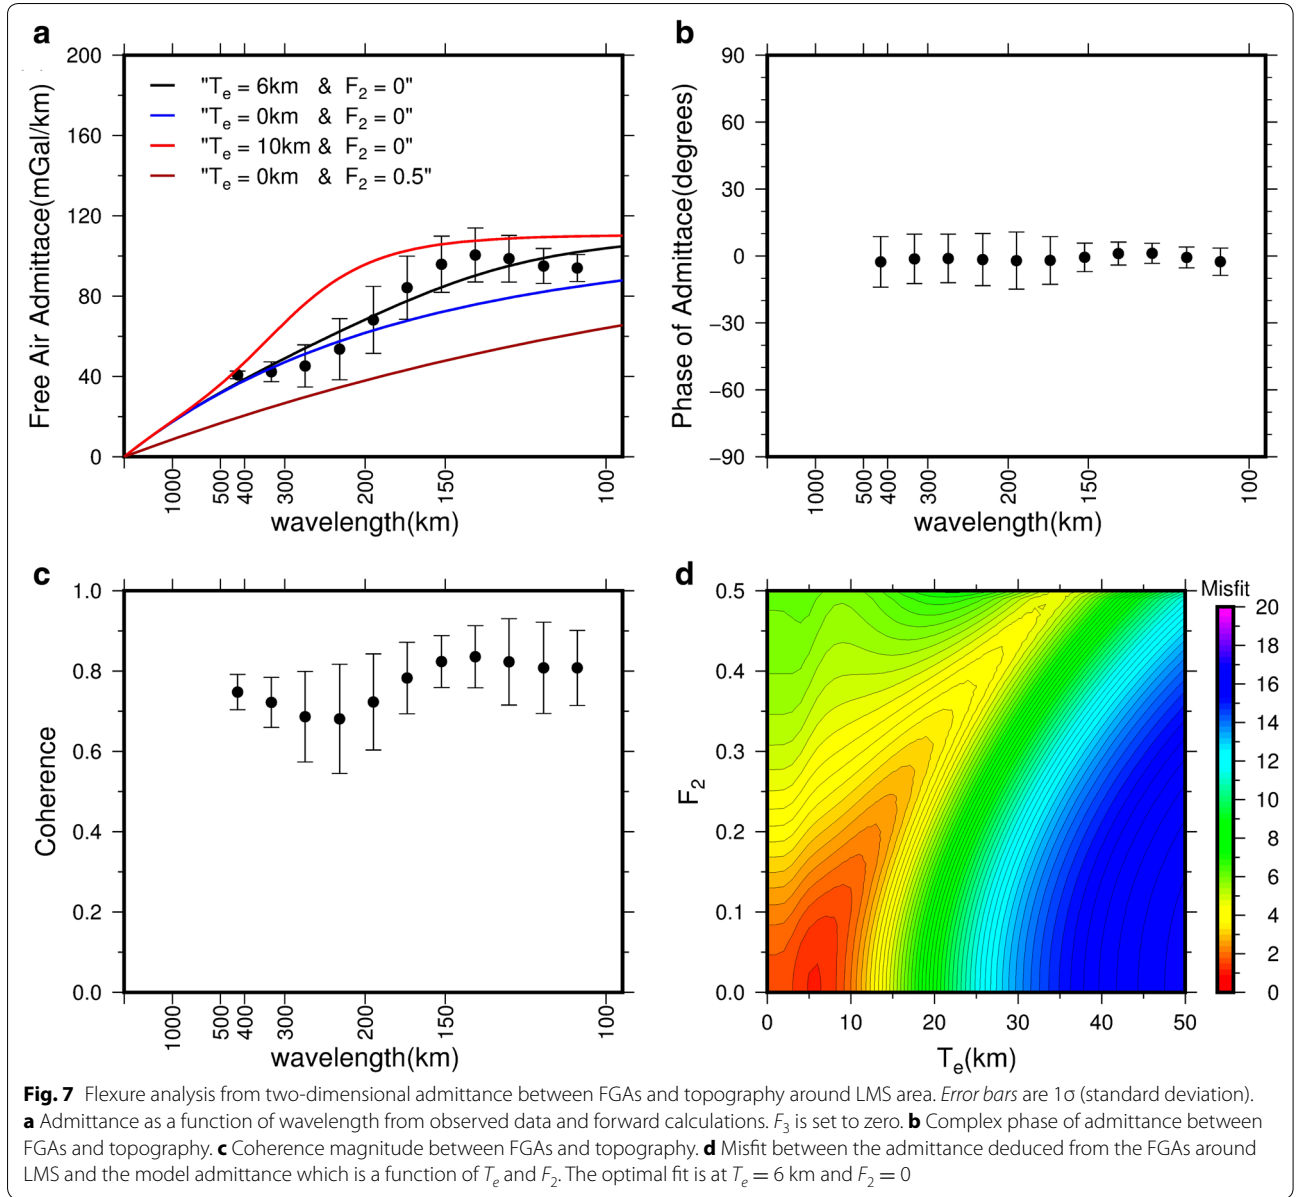 a
200
160
120
80
40
0
Free Air Admittace(mGal/km)
"Te = 6km & F2 = 0"
"Te = 0km & F2 = 0"
"Te = 10km & F2 = 0"
"Te = 0km & F2 = 0.5"
1000 500 400 300 200 150 100
wavelength(km)
b
90
60
30
0
−30
−60
−90
Phase of Admittace(degrees)
1000 500 400 300 200 150 100
wavelength(km)
c
1.0
0.8
0.6
0.4
0.2
0.0
Coherence
1000 500 400 300 200 150 100
wavelength(km)
d
0.5
0.4
0.3
0.2
0.1
0.0
F2
0 10 20 30 40 50
Te(km)
Misfit
20
18
16
14
12
10
8
6
4
2
0
Fig. 7 Flexure analysis from two-dimensional admittance between FGAs and topography around LMS area. Error bars are 1σ (standard deviation).
a Admittance as a function of wavelength from observed data and forward calculations. F3 is set to zero. b Complex phase of admittance between
FGAs and topography. c Coherence magnitude between FGAs and topography. d Misfit between the admittance deduced from the FGAs around
LMS and the model admittance which is a function of Te and F2. The optimal fit is at Te = 6 km and F2 = 0